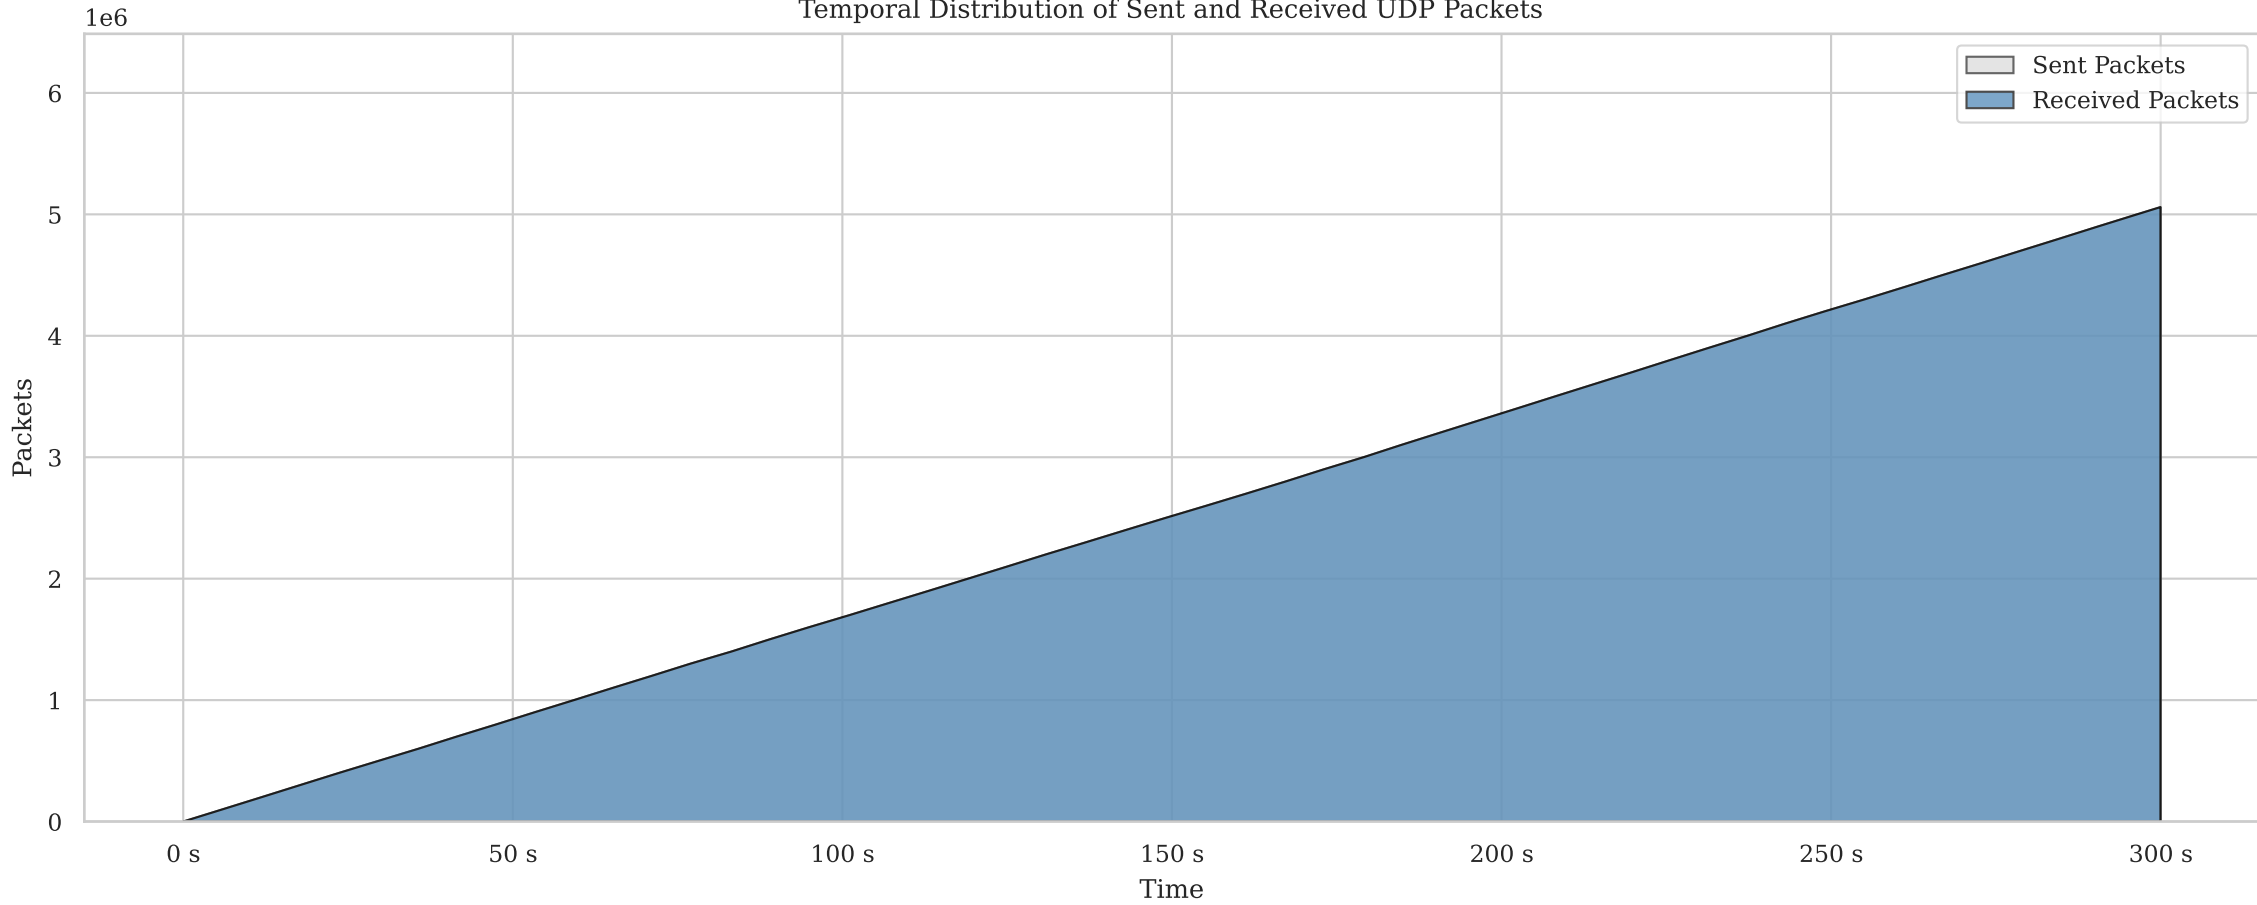 Temporal Distribution of Sent and Received UDP Packets
1e6
Sent Packets
Received Packets
6
5
4
3
2
1
0
Packets
0 s
50 s
100 s
150 s
200 s
250 s
300 s
Time